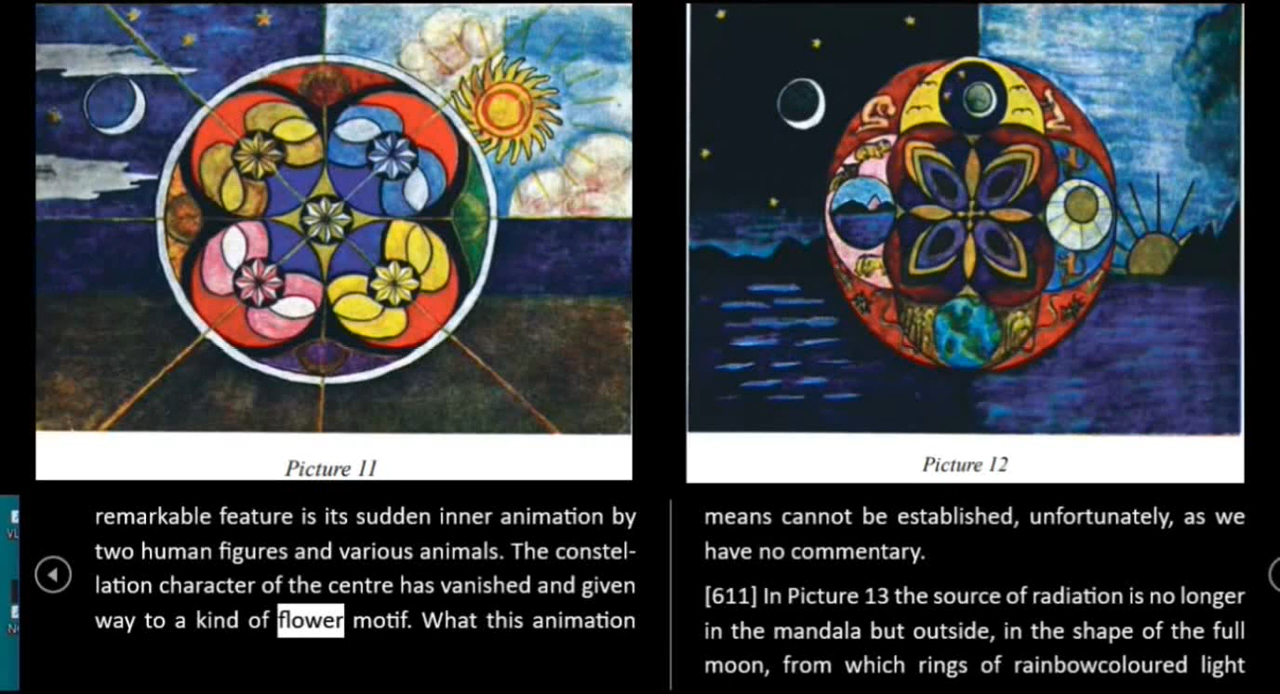 Picture 11
Picture 12
remarkable feature is its sudden inner animation by
two human figures and various animals. The constel-
lation character of the centre has vanished and given
way to a kind of flower motif. What this animation
means cannot be established, unfortunately, as we
have no commentary.
[611] In Picture 13 the source of radiation is no longer
in the mandala but outside, in the shape of the full
moon, from which rings of rainbowcoloured light